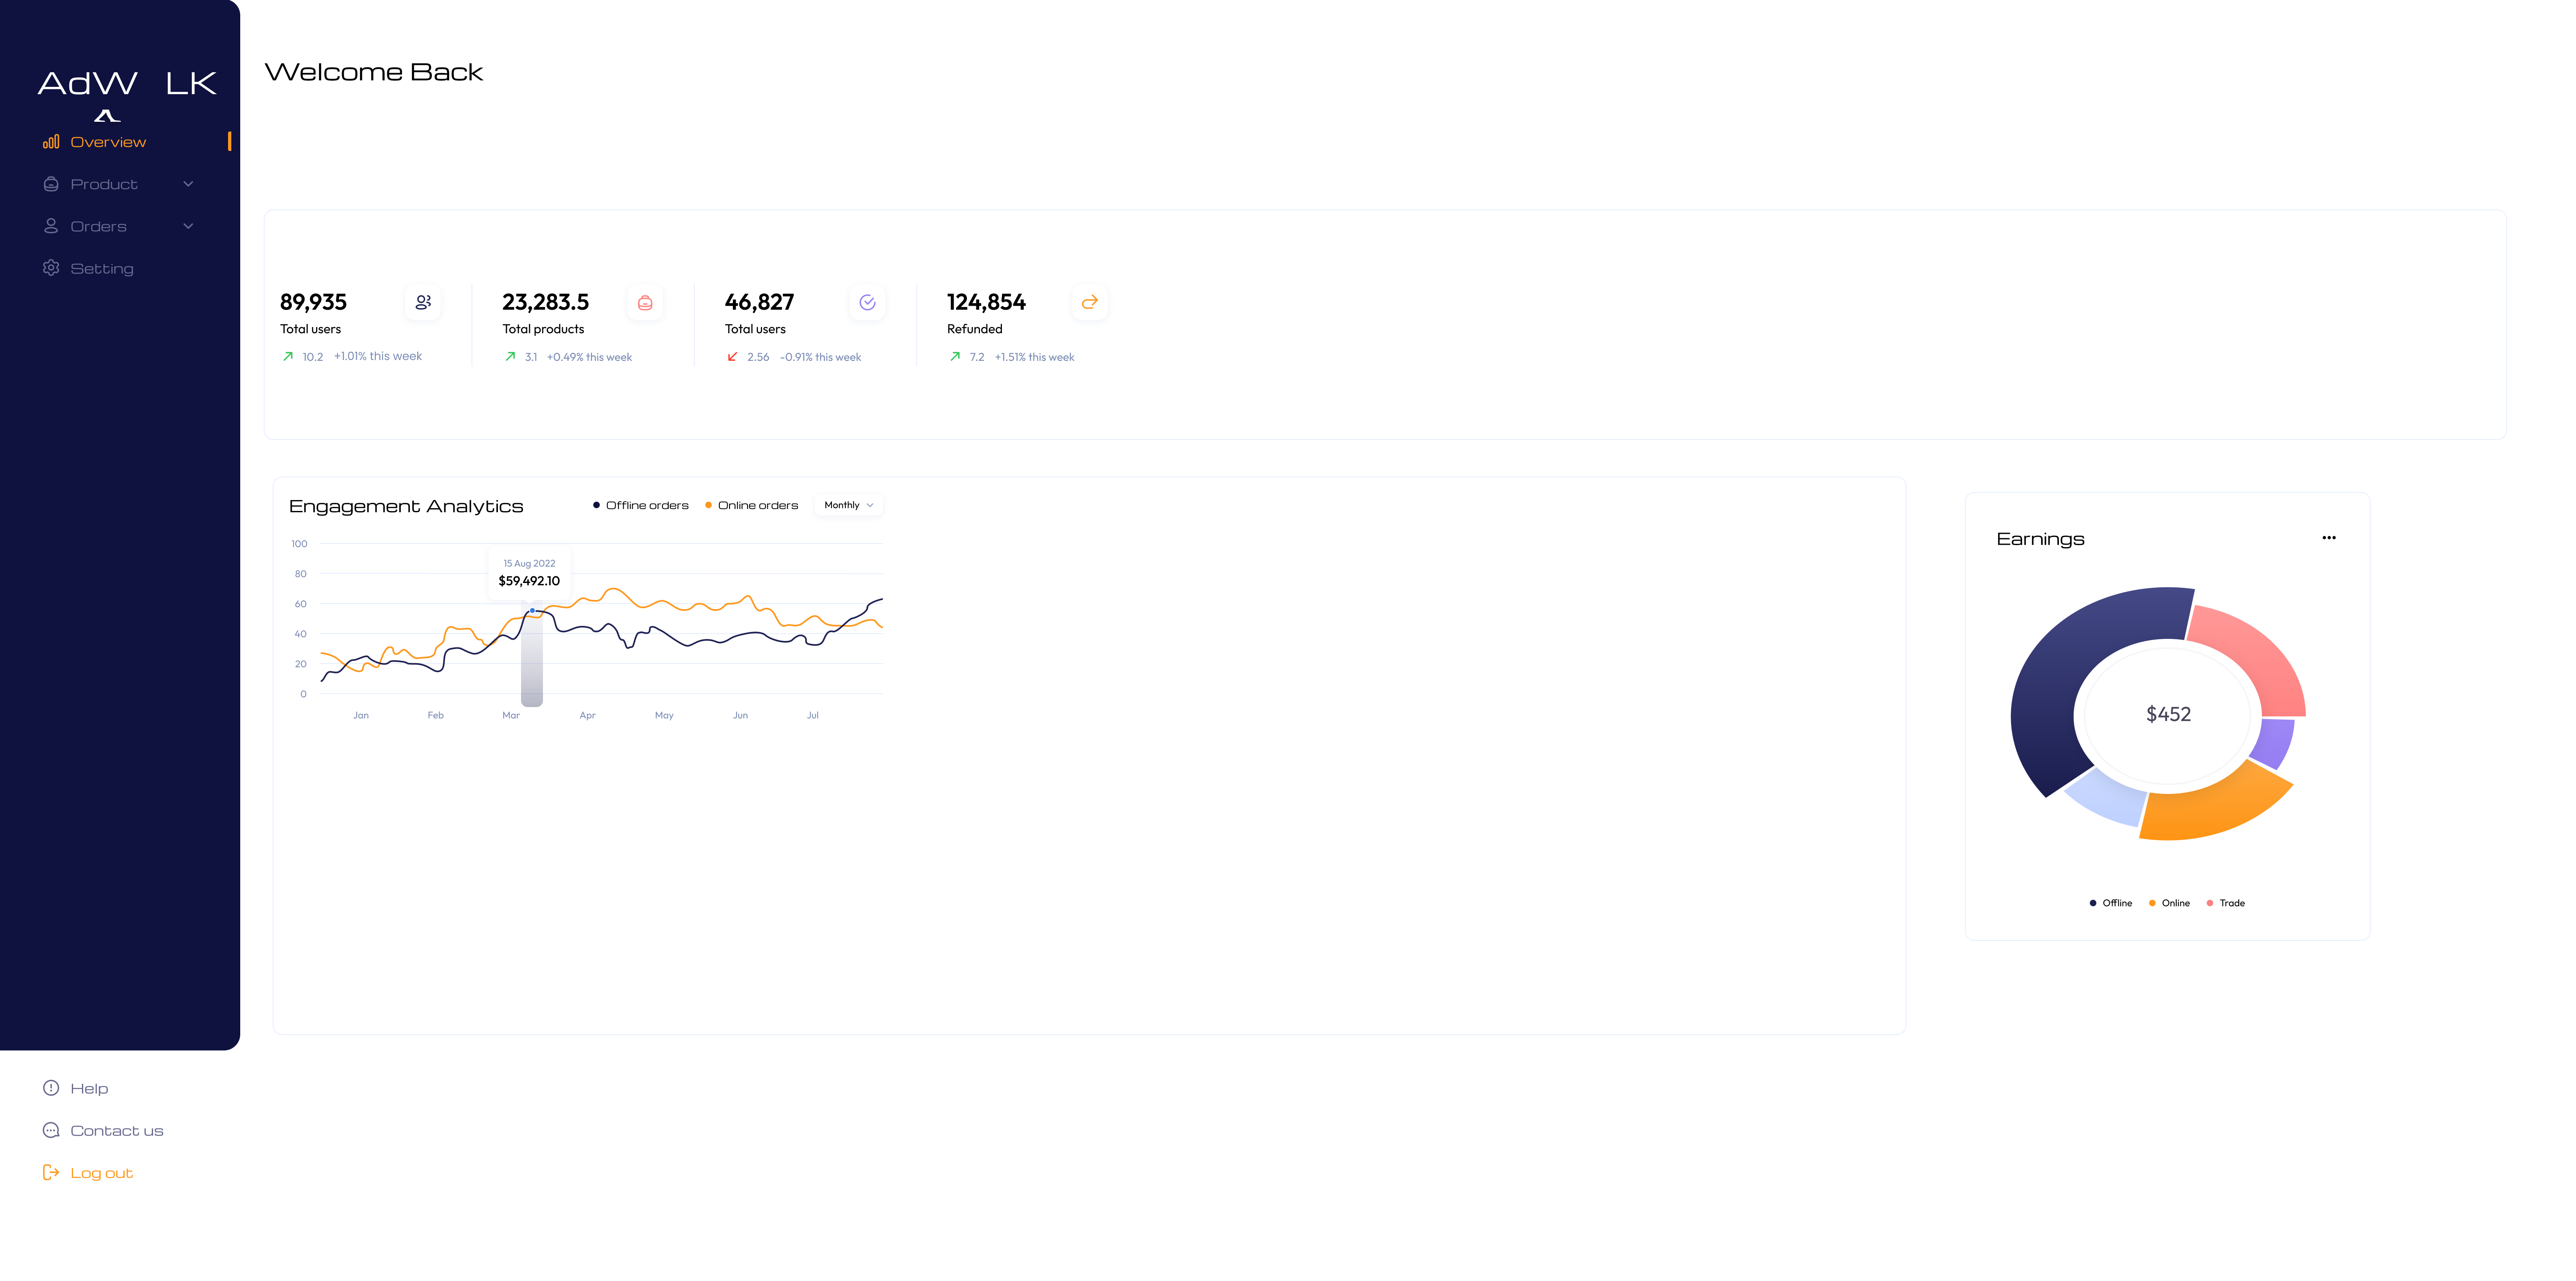 AdW LK
Overview
Product
Orders
Setting
Help
Contact us
Log out
Welcome Back
89,935
Total users
10.2 +1.01% this week
23,283.5
Total products
3.1 +0.49% this week
46,827
Total users
2.56 -0.91% this week
124,854
Refunded
7.2 +1.51% this week
Engagement Analytics
Offline orders Online orders Monthly
100
80
60
40
20
0
15 Aug 2022
$59,492.10
Jan Feb Mar Apr May Jun Jul
Earnings
$452
Offline Online Trade